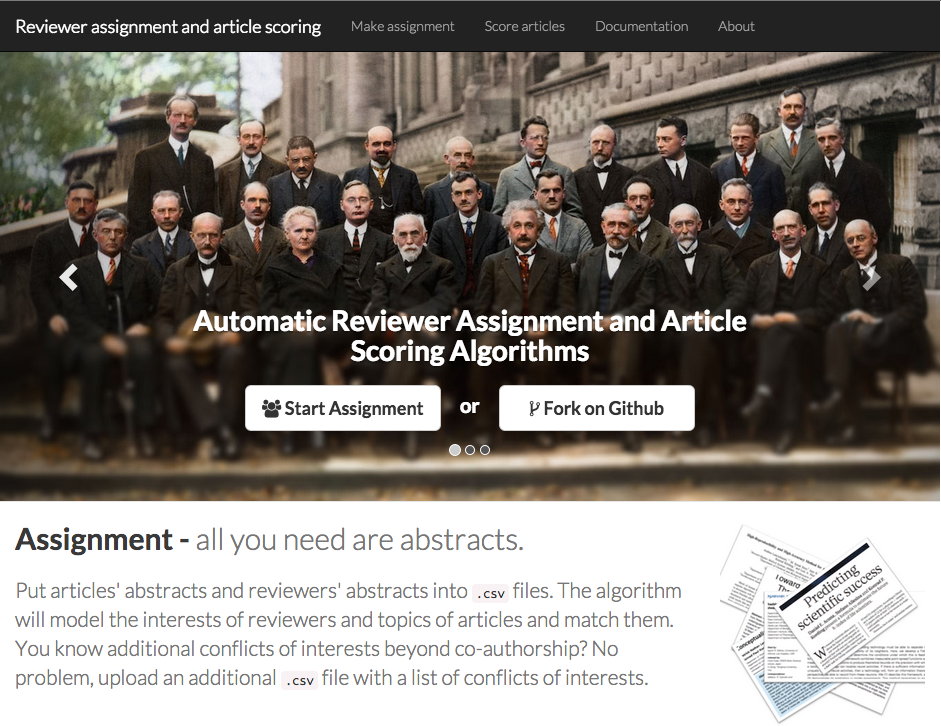 Reviewer assignment and article scoring Make assignment Score articles Documentation About
Automatic Reviewer Assignment and Article
Scoring Algorithms
Start Assignment or Fork on Github
Assignment - all you need are abstracts.
Put articles' abstracts and reviewers' abstracts into .csv files. The algorithm
will model the interests of reviewers and topics of articles and match them.
You know additional conflicts of interests beyond co-authorship? No
problem, upload an additional .csv file with a list of conflicts of interests.
Predicting
scientific success